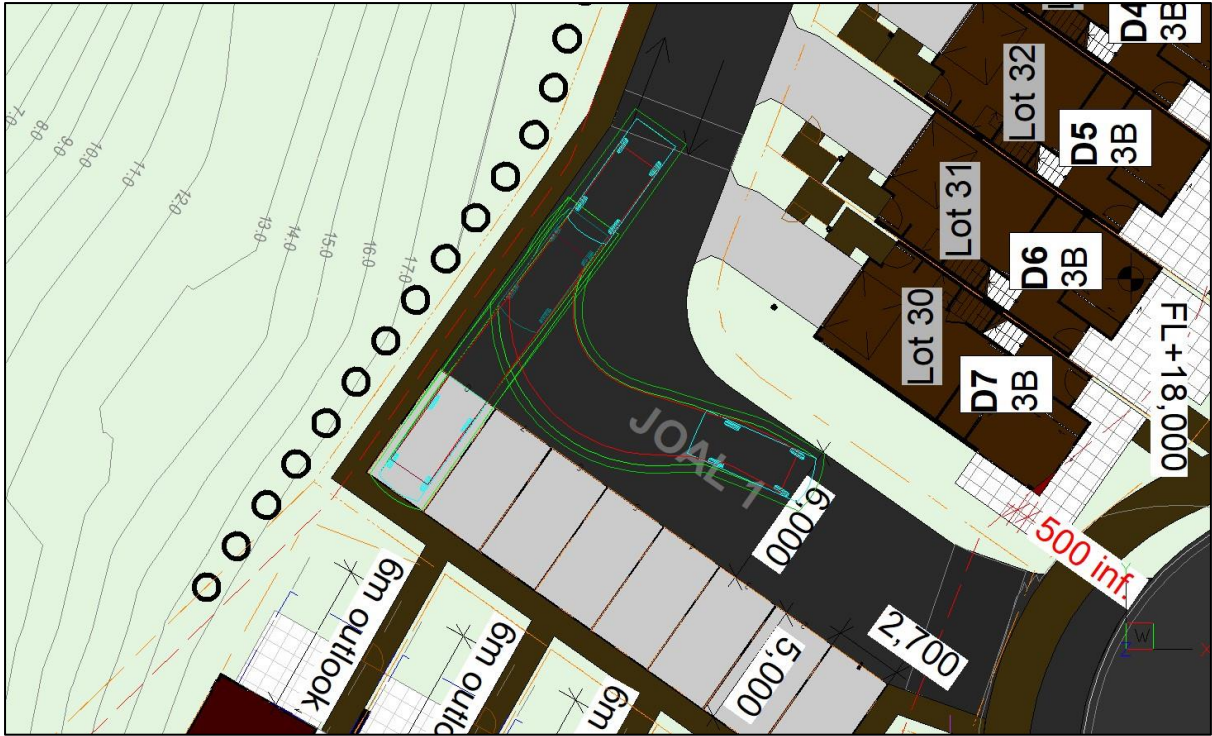 7.0
8.0
9.0
10.0
11.0
12.0
13.0
14.0
15.0
16.0
17.0
D4
3B
Lot 32
D5
3B
Lot 31
D6
3B
Lot 30
D7
3B
FL+18,000
JOAL 1
6,000
500 inf.
2,700
5,000
6m outlook
6m outlo
6m
W
X
Y
Z